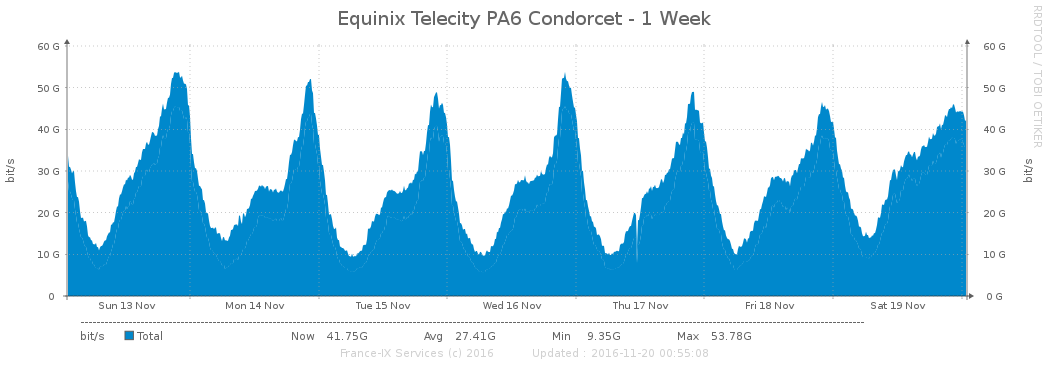 Equinix Telecity PA6 Condorcet - 1 Week
RRDTOOL / TOBI OETIKER
bit/s
60 G
50 G
40 G
30 G
20 G
10 G
0
60 G
50 G
40 G
30 G
20 G
10 G
0 G
bit/s
Sun 13 Nov Mon 14 Nov Tue 15 Nov Wed 16 Nov Thu 17 Nov Fri 18 Nov Sat 19 Nov
bit/s Total Now 41.75G Avg 27.41G Min 9.35G Max 53.78G
France-IX Services (c) 2016 Updated : 2016-11-20 00:55:08